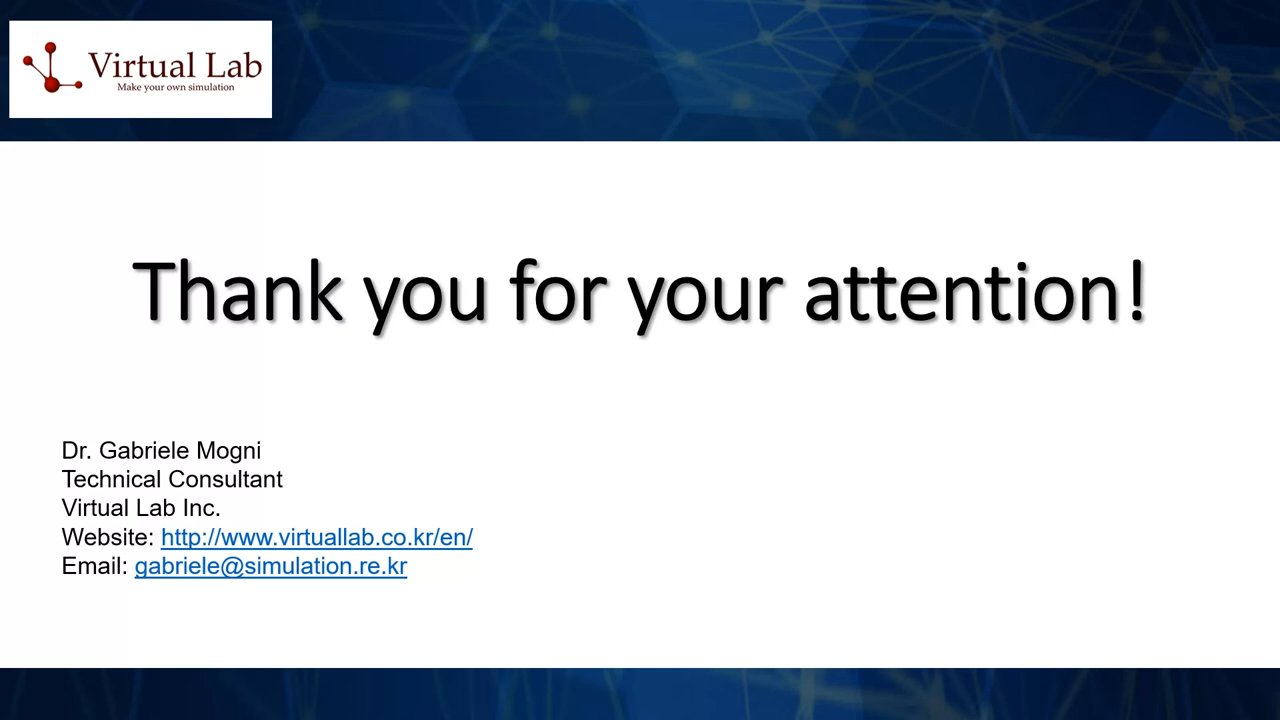 Virtual Lab
Make your own simulation
Thank you for your attention!
Dr. Gabriele Mogni
Technical Consultant
Virtual Lab Inc.
Website: http://www.virtuallab.co.kr/en/
Email: gabriele@simulation.re.kr